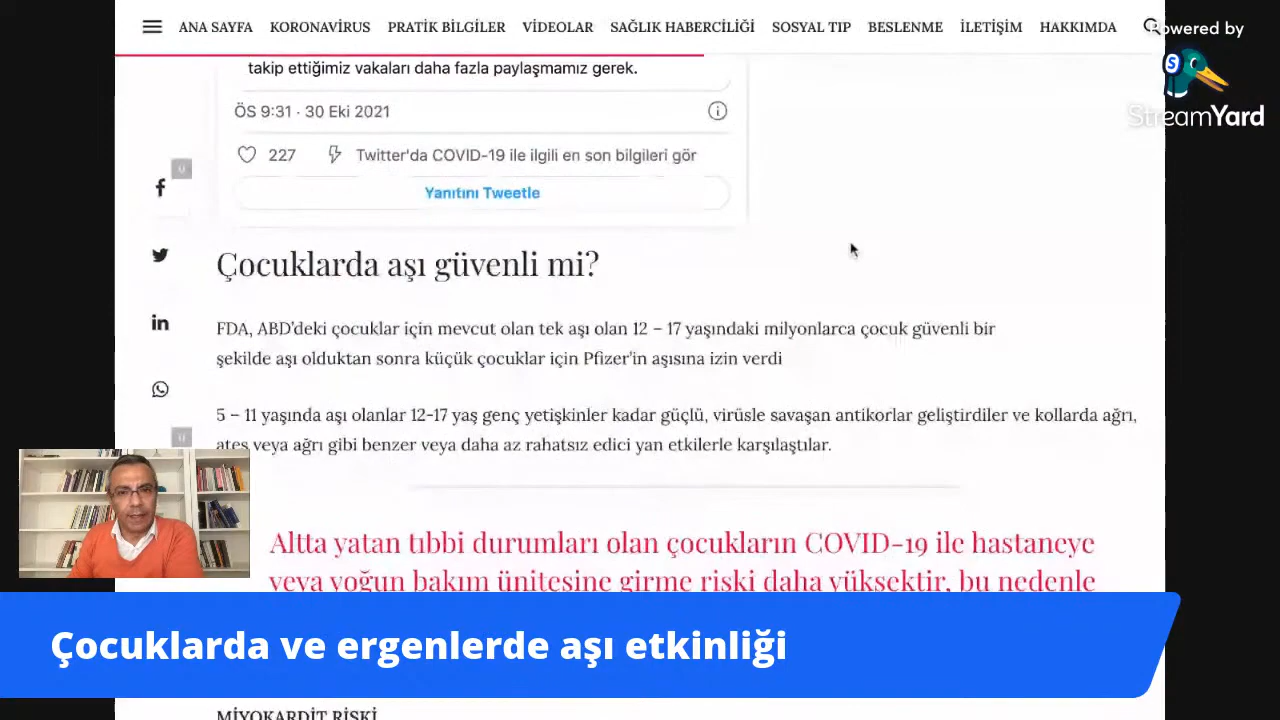 ANA SAYFA KORONAVİRUS PRATİK BİLGİLER VİDEOLAR SAĞLIK HABERCİLİĞİ SOSYAL TIP BESLENME İLETİŞİM HAKKIMDA
Powered by
StreamYard
takip ettiğimiz vakaları daha fazla paylaşmamız gerek.
ÖS 9:31 · 30 Eki 2021
227 Twitter'da COVID-19 ile ilgili en son bilgileri gör
Yanıtını Tweetle
0
Çocuklarda aşı güvenli mi?
FDA, ABD'deki çocuklar için mevcut olan tek aşı olan 12 – 17 yaşındaki milyonlarca çocuk güvenli bir
şekilde aşı olduktan sonra küçük çocuklar için Pfizer'in aşısına izin verdi
5 – 11 yaşında aşı olanlar 12-17 yaş genç yetişkinler kadar güçlü, virüsle savaşan antikorlar geliştirdiler ve kollarda ağrı,
0
ateş veya ağrı gibi benzer veya daha az rahatsız edici yan etkilerle karşılaştılar.
Altta yatan tıbbi durumları olan çocukların COVID-19 ile hastaneye
veya yoğun bakım ünitesine girme riski daha yüksektir, bu nedenle
Çocuklarda ve ergenlerde aşı etkinliği
MİYOKARDİT RİSKİ